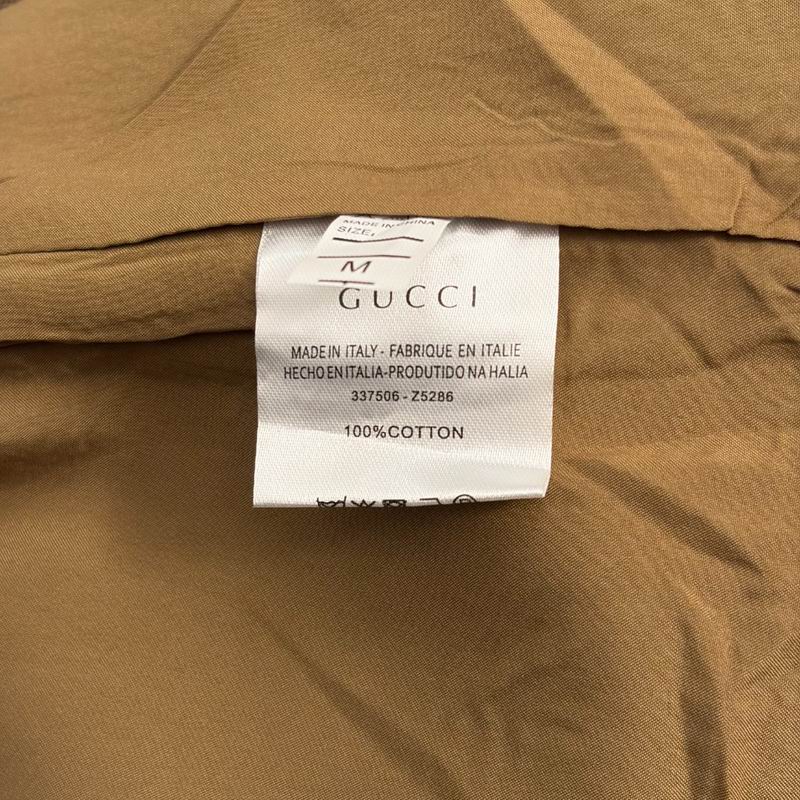 MADE IN CHINA
SIZE:
M
GUCCI
MADE IN ITALY - FABRIQUE EN ITALIE
HECHO EN ITALIA-PRODUTIDO NA HALIA
337506 - Z5286
100%COTTON